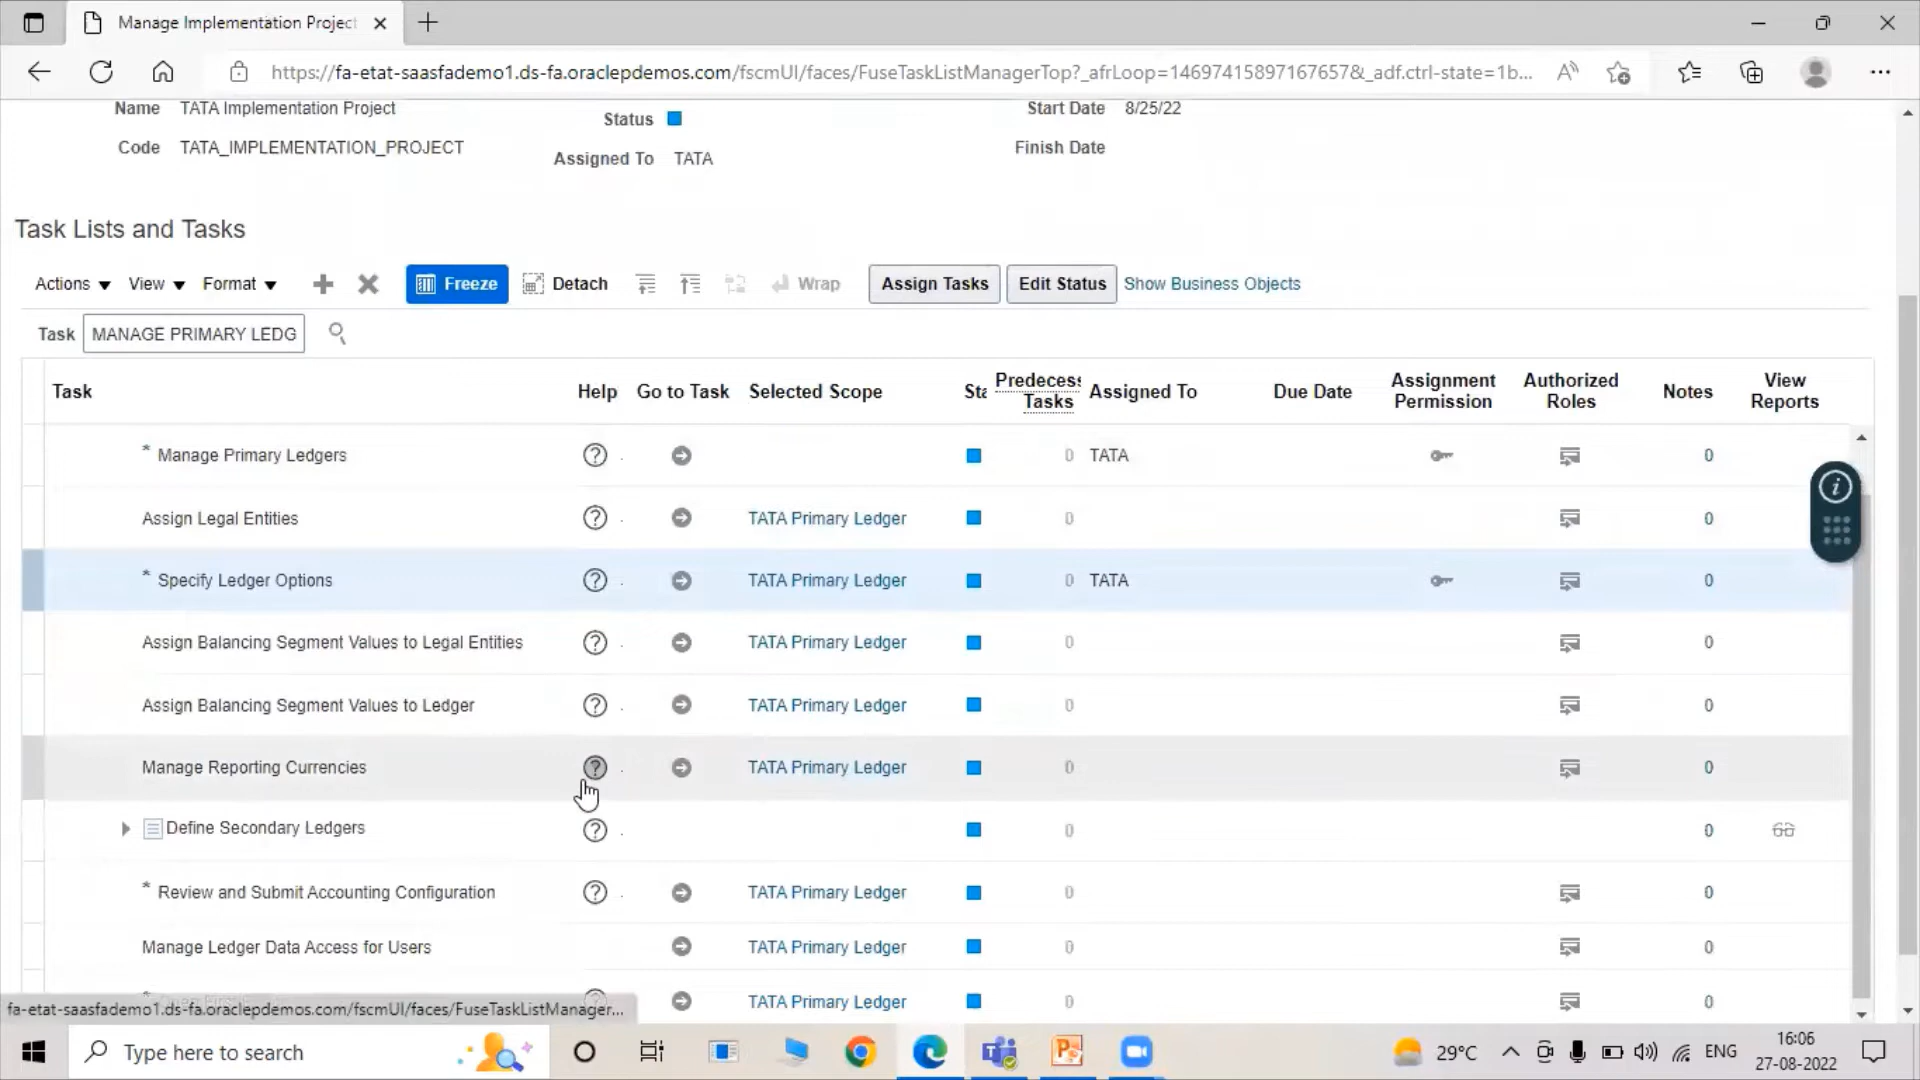 Manage Implementation Project
https://fa-etat-saasfademo1.ds-fa.oraclepdemos.com/fscmUI/faces/FuseTaskListManagerTop?_afrLoop=14697415897167657&_adf.ctrl-state=1b...
Name TATA Implementation Project
Status
Start Date 8/25/22
Code TATA_IMPLEMENTATION_PROJECT
Assigned To TATA
Finish Date
Task Lists and Tasks
Actions View Format Freeze Detach Wrap Assign Tasks Edit Status Show Business Objects
Task MANAGE PRIMARY LEDG
Task Help Go to Task Selected Scope Sta Predecess Tasks Assigned To Due Date Assignment Permission Authorized Roles Notes View Reports
* Manage Primary Ledgers 0 TATA 0
Assign Legal Entities TATA Primary Ledger 0 0
* Specify Ledger Options TATA Primary Ledger 0 TATA 0
Assign Balancing Segment Values to Legal Entities TATA Primary Ledger 0 0
Assign Balancing Segment Values to Ledger TATA Primary Ledger 0 0
Manage Reporting Currencies TATA Primary Ledger 0 0
Define Secondary Ledgers 0 0
* Review and Submit Accounting Configuration TATA Primary Ledger 0 0
Manage Ledger Data Access for Users TATA Primary Ledger 0 0
TATA Primary Ledger 0 0
fa-etat-saasfademo1.ds-fa.oraclepdemos.com/fscmUI/faces/FuseTaskListManager...
Type here to search
29°C
ENG
16:06
27-08-2022